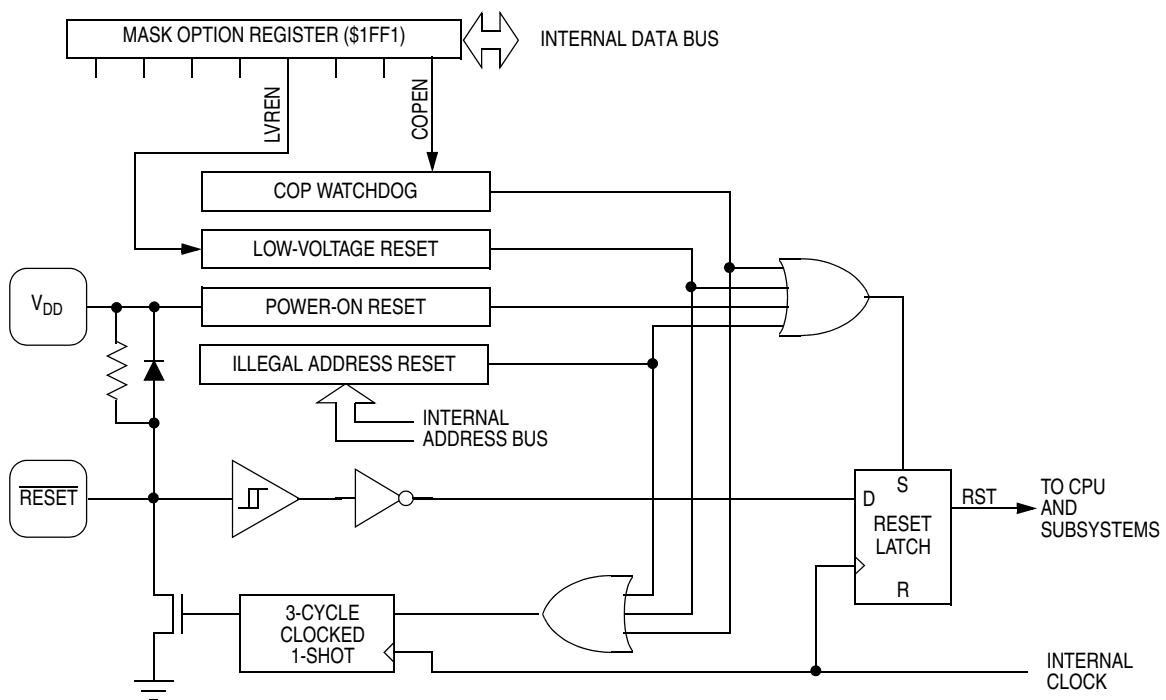 MASK OPTION REGISTER ($1FF1)
INTERNAL DATA BUS
LVREN
COPEN
COP WATCHDOG
LOW-VOLTAGE RESET
VDD
POWER-ON RESET
ILLEGAL ADDRESS RESET
INTERNAL
ADDRESS BUS
RESET
D
S
RESET
LATCH
R
RST
TO CPU
AND
SUBSYSTEMS
3-CYCLE
CLOCKED
1-SHOT
INTERNAL
CLOCK